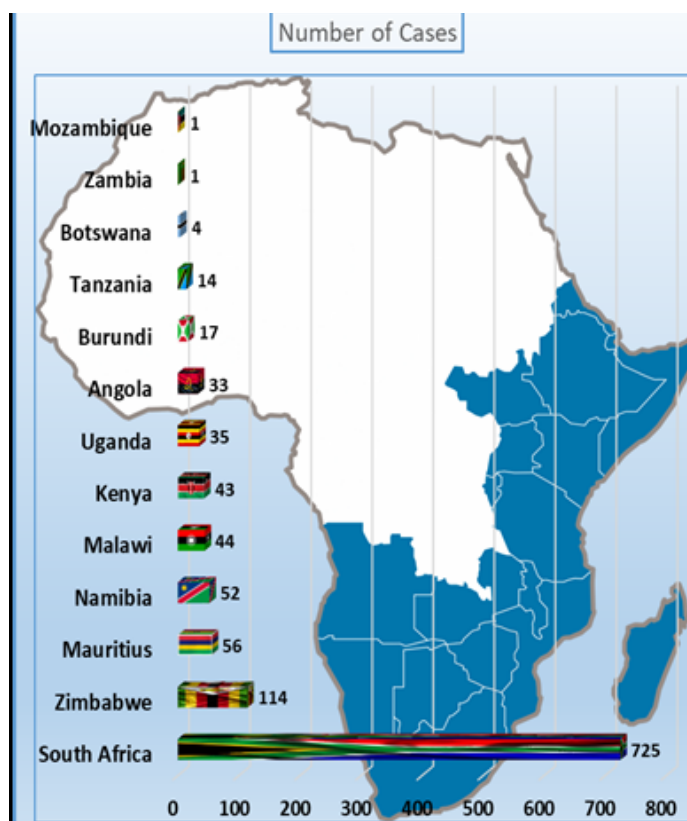 Number of Cases
Mozambique 1
Zambia 1
Botswana 4
Tanzania 14
Burundi 17
Angola 33
Uganda 35
Kenya 43
Malawi 44
Namibia 52
Mauritius 56
Zimbabwe 114
South Africa 725
0 100 200 300 400 500 600 700 800